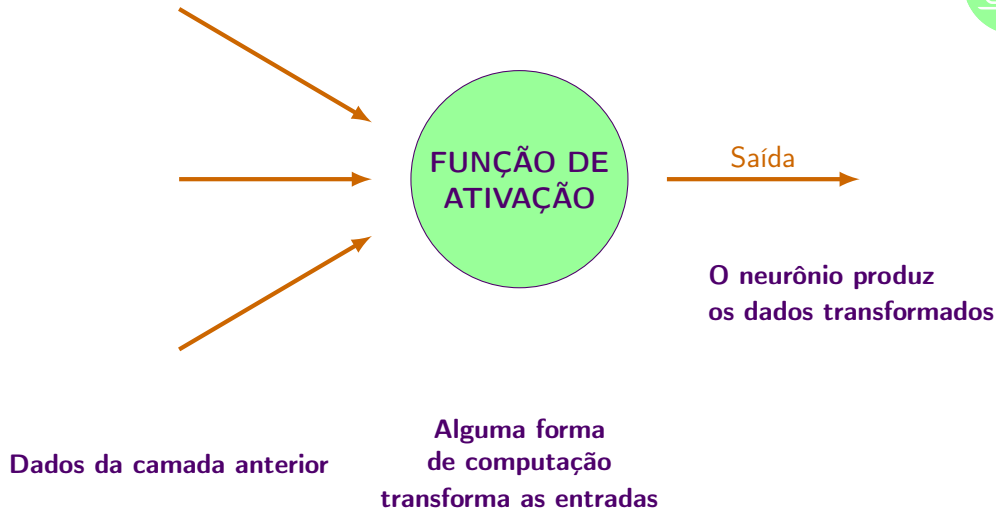 FUNÇÃO DE
ATIVAÇÃO
Saída
O neurônio produz
os dados transformados
Dados da camada anterior
Alguma forma
de computação
transforma as entradas